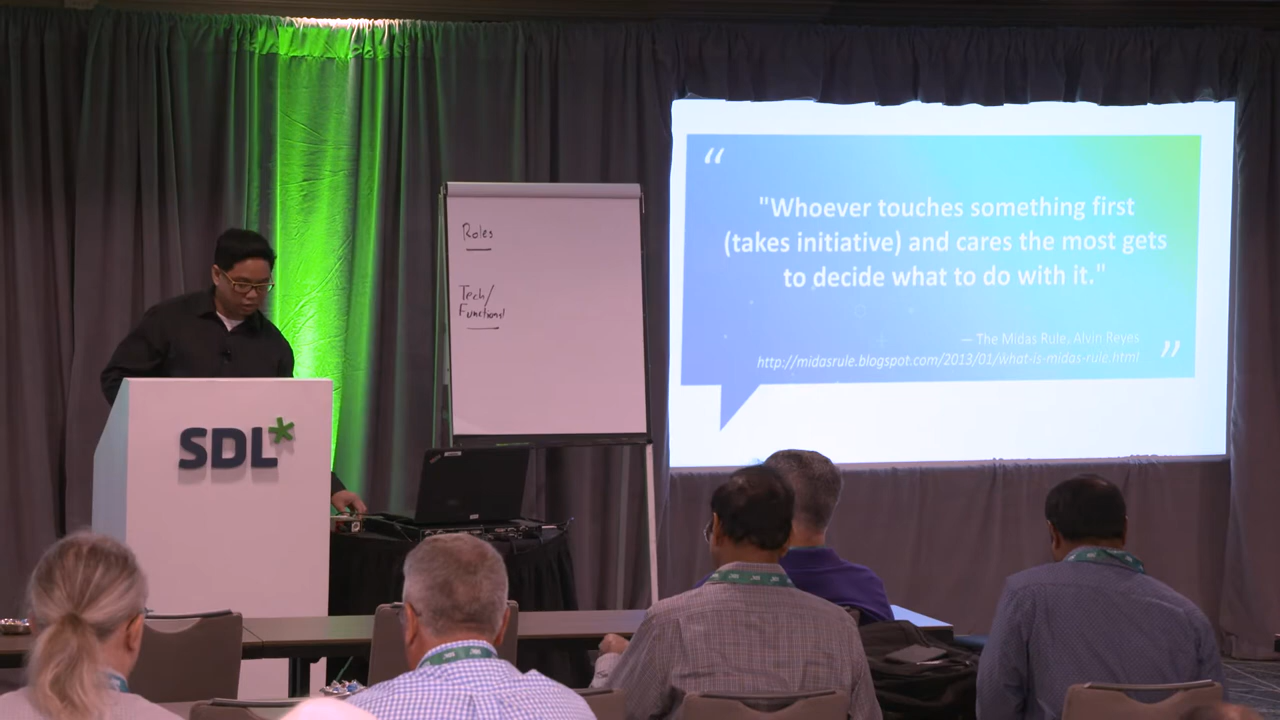 SDL*
Roles
Tech/
Functional
“
"Whoever touches something first
(takes initiative) and cares the most gets
to decide what to do with it."
— The Midas Rule, Alvin Reyes
http://midasrule.blogspot.com/2013/01/what-is-midas-rule.html
”